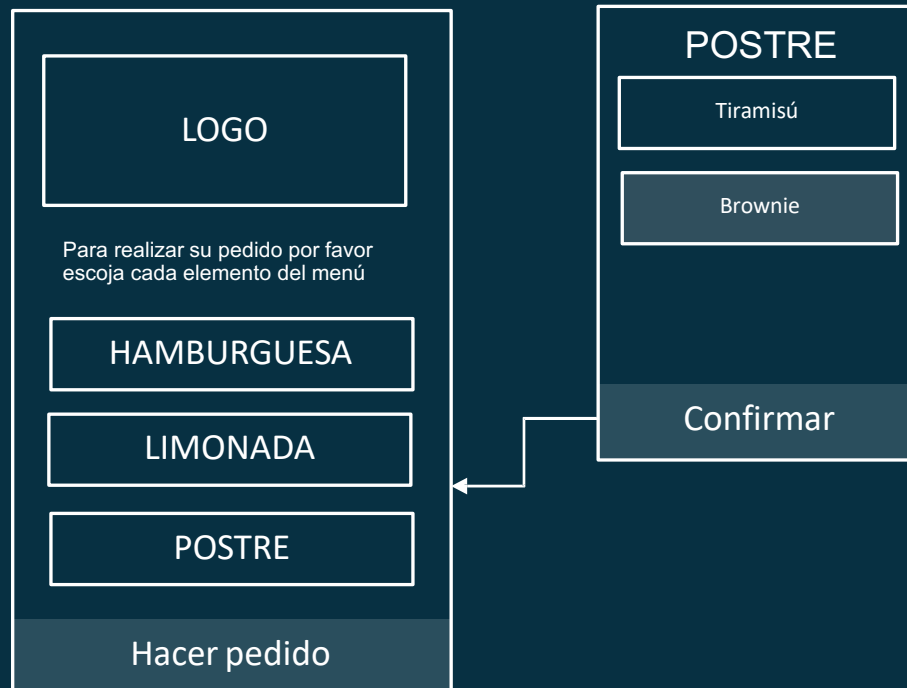 LOGO
Para realizar su pedido por favor
escoja cada elemento del menú
HAMBURGUESA
LIMONADA
POSTRE
Hacer pedido
POSTRE
Tiramisú
Brownie
Confirmar